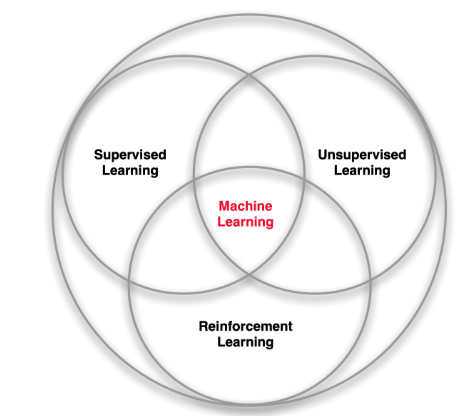 Supervised
Learning
Unsupervised
Learning
Machine
Learning
Reinforcement
Learning